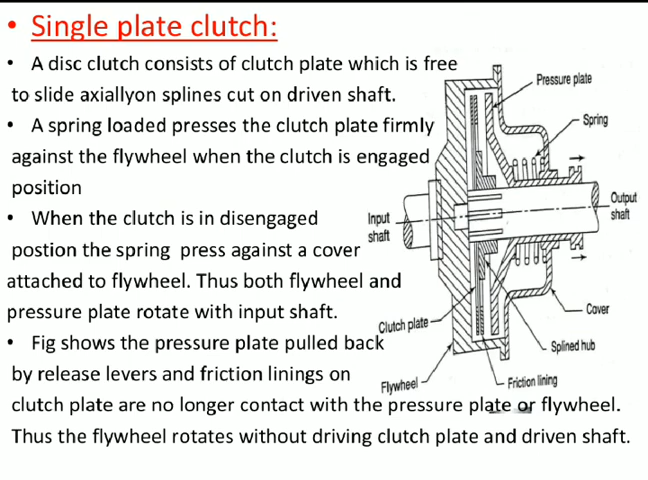 • Single plate clutch:
• A disc clutch consists of clutch plate which is free
to slide axiallyon splines cut on driven shaft.
• A spring loaded presses the clutch plate firmly
against the flywheel when the clutch is engaged
position
• When the clutch is in disengaged
postion the spring press against a cover
attached to flywheel. Thus both flywheel and
pressure plate rotate with input shaft.
• Fig shows the pressure plate pulled back
by release levers and friction linings on
clutch plate are no longer contact with the pressure plate or flywheel.
Thus the flywheel rotates without driving clutch plate and driven shaft.
Pressure plate
Spring
Output
shaft
Input
shaft
Cover
Clutch plate
Splined hub
Flywheel
Friction lining